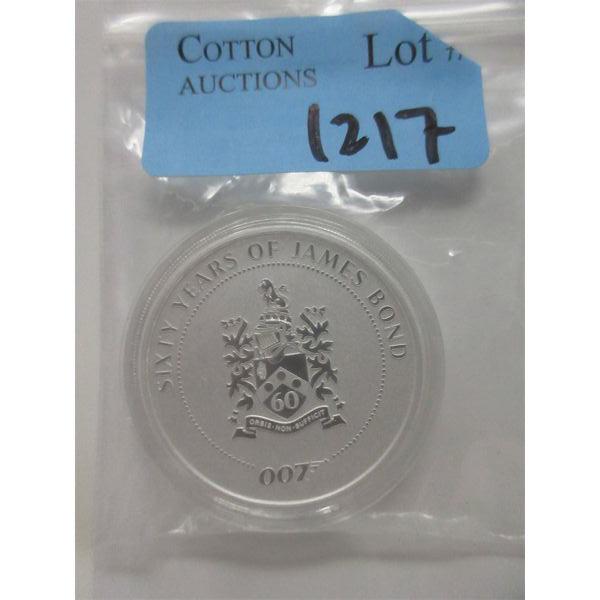 COTTON
AUCTIONS
Lot #
1217
SIXTY YEARS OF JAMES BOND
60
ORBIS·NON·SUFFICIT
007